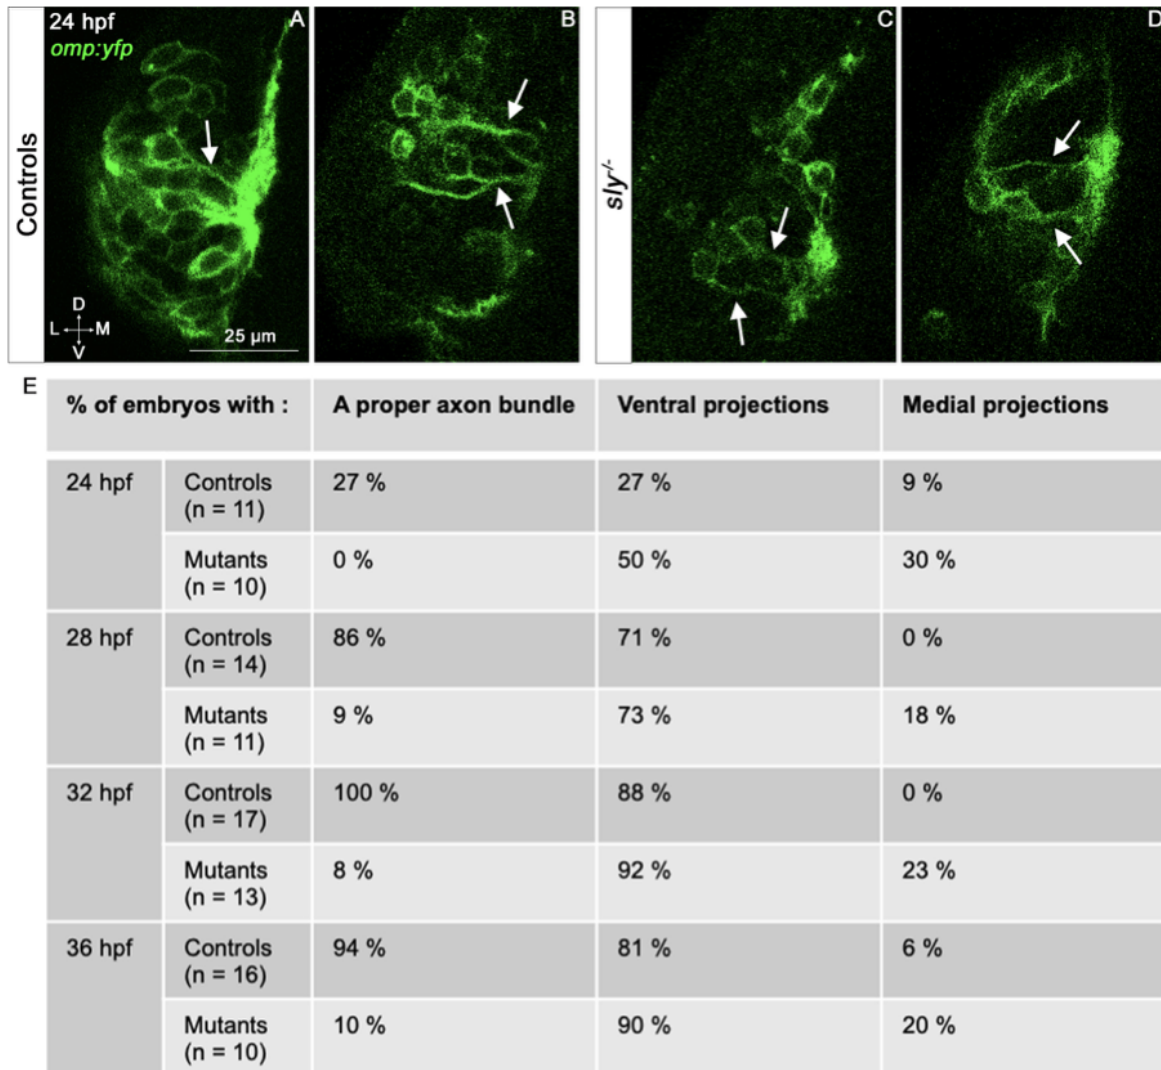 24 hpf
omp:yfp
A
B
C
D
Controls
sly-/-
D
L M
V
25 µm
E
% of embryos with : A proper axon bundle Ventral projections Medial projections
24 hpf Controls (n = 11) 27 % 27 % 9 %
Mutants (n = 10) 0 % 50 % 30 %
28 hpf Controls (n = 14) 86 % 71 % 0 %
Mutants (n = 11) 9 % 73 % 18 %
32 hpf Controls (n = 17) 100 % 88 % 0 %
Mutants (n = 13) 8 % 92 % 23 %
36 hpf Controls (n = 16) 94 % 81 % 6 %
Mutants (n = 10) 10 % 90 % 20 %